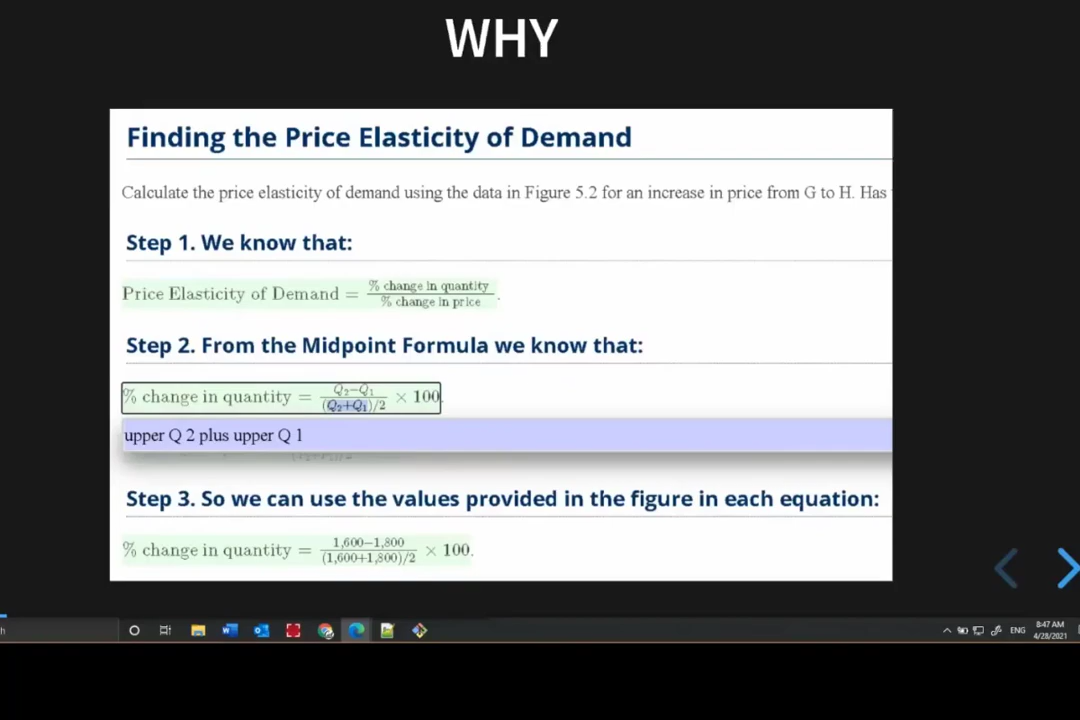 WHY
Finding the Price Elasticity of Demand
Calculate the price elasticity of demand using the data in Figure 5.2 for an increase in price from G to H. Has
Step 1. We know that:
Price Elasticity of Demand = % change in quantity / % change in price.
Step 2. From the Midpoint Formula we know that:
% change in quantity = Q₂−Q₁ / (Q₂+Q₁)/2 × 100
upper Q 2 plus upper Q 1
Step 3. So we can use the values provided in the figure in each equation:
% change in quantity = 1,600−1,800 / (1,600+1,800)/2 × 100.
h
ENG
8:47 AM
4/28/2021